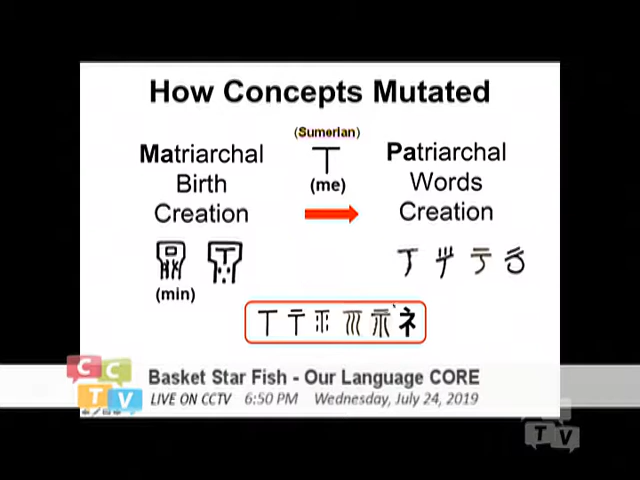 How Concepts Mutated
(Sumerian)
Matriarchal
Birth
Creation
(me)
Patriarchal
Words
Creation
(min)
Basket Star Fish - Our Language CORE
LIVE ON CCTV 6:50 PM Wednesday, July 24, 2019
CCTV
TV